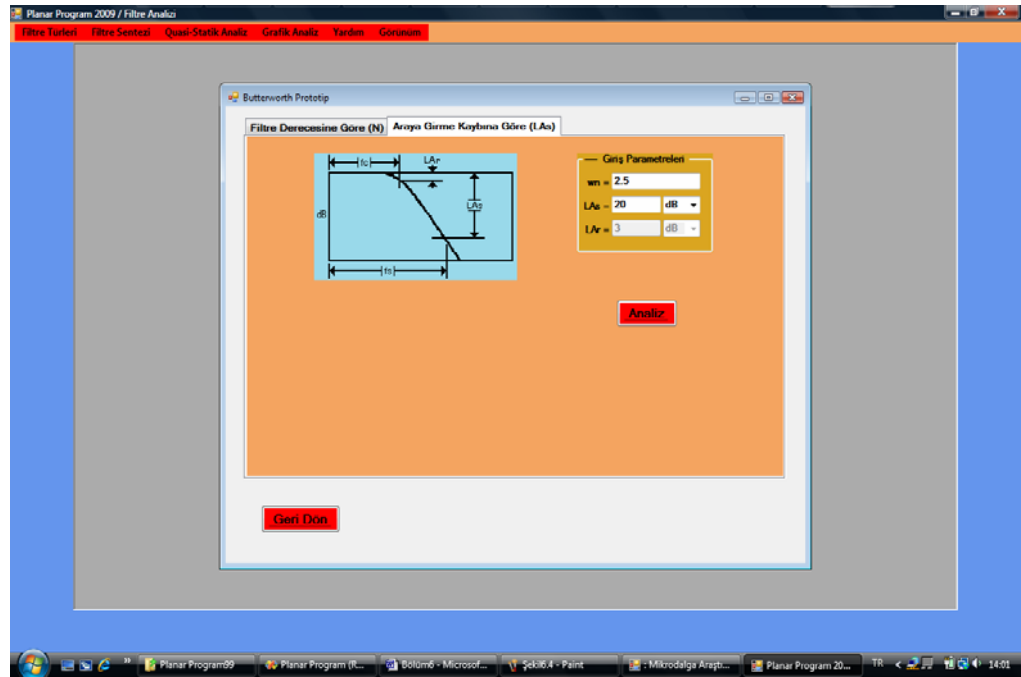 Planar Program 2009 / Filtre Analizi
Filtre Türleri Filtre Sentezi Quasi-Statik Analiz Grafik Analiz Yardım Görünüm
Butterworth Prototip
Filtre Derecesine Göre (N) Araya Girme Kaybına Göre (LAs)
fc LAr
dB
LAs
fs
Giriş Parametreleri
wn = 2.5
LAs = 20 dB
LAr = 3 dB
Analiz
Geri Dön
Planar Program99 Planar Program (R... Bölüm6 - Microsof... Şekil6.4 - Paint : Mikrodalga Araştı... Planar Program 20... TR 14:01